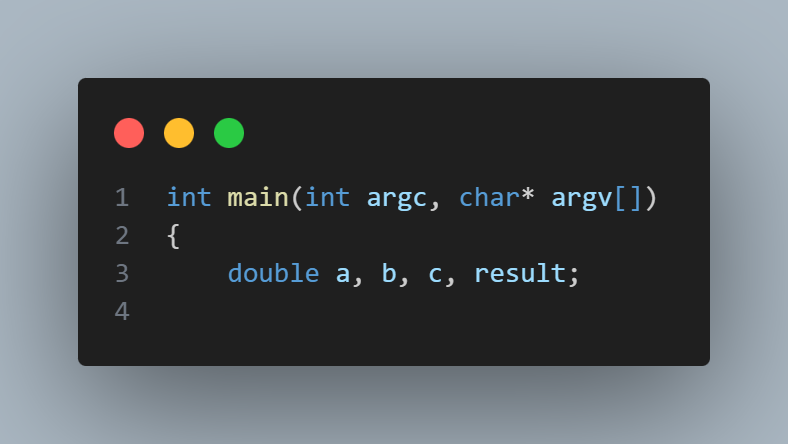 1 int main(int argc, char* argv[])
2 {
3     double a, b, c, result;
4